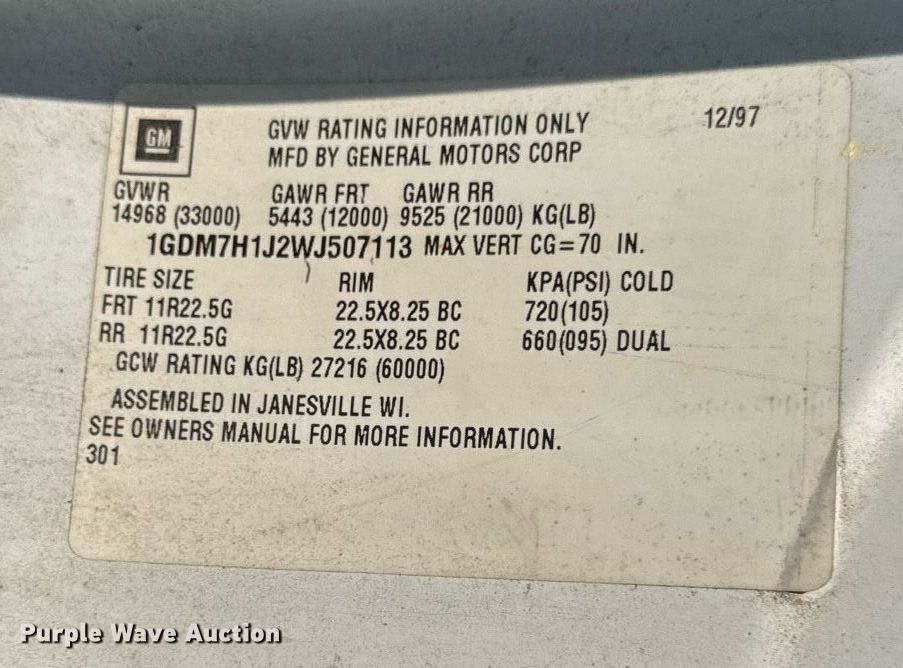 GM
GVW RATING INFORMATION ONLY 12/97
MFD BY GENERAL MOTORS CORP
GVWR GAWR FRT GAWR RR
14968 (33000) 5443 (12000) 9525 (21000) KG(LB)
1GDM7H1J2WJ507113 MAX VERT CG=70 IN.
TIRE SIZE RIM KPA(PSI) COLD
FRT 11R22.5G 22.5X8.25 BC 720(105)
RR 11R22.5G 22.5X8.25 BC 660(095) DUAL
GCW RATING KG(LB) 27216 (60000)
ASSEMBLED IN JANESVILLE WI.
SEE OWNERS MANUAL FOR MORE INFORMATION.
301
Purple Wave Auction